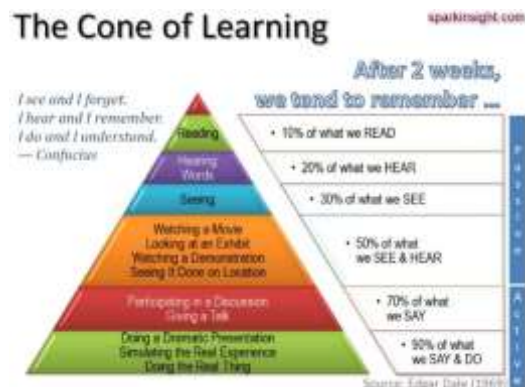 The Cone of Learning
sparkinsight.com
After 2 weeks,
we tend to remember ...
I see and I forget.
I hear and I remember.
I do and I understand.
— Confucius
Reading
• 10% of what we READ
Hearing
Words
• 20% of what we HEAR
Seeing
• 30% of what we SEE
Watching a Movie
Looking at an Exhibit
Watching a Demonstration
Seeing It Done on Location
• 50% of what
we SEE & HEAR
Participating in a Discussion
Giving a Talk
• 70% of what
we SAY
Doing a Dramatic Presentation
Simulating the Real Experience
Doing the Real Thing
• 90% of what
we SAY & DO
Passive
Active
Source: Edgar Dale (1969)